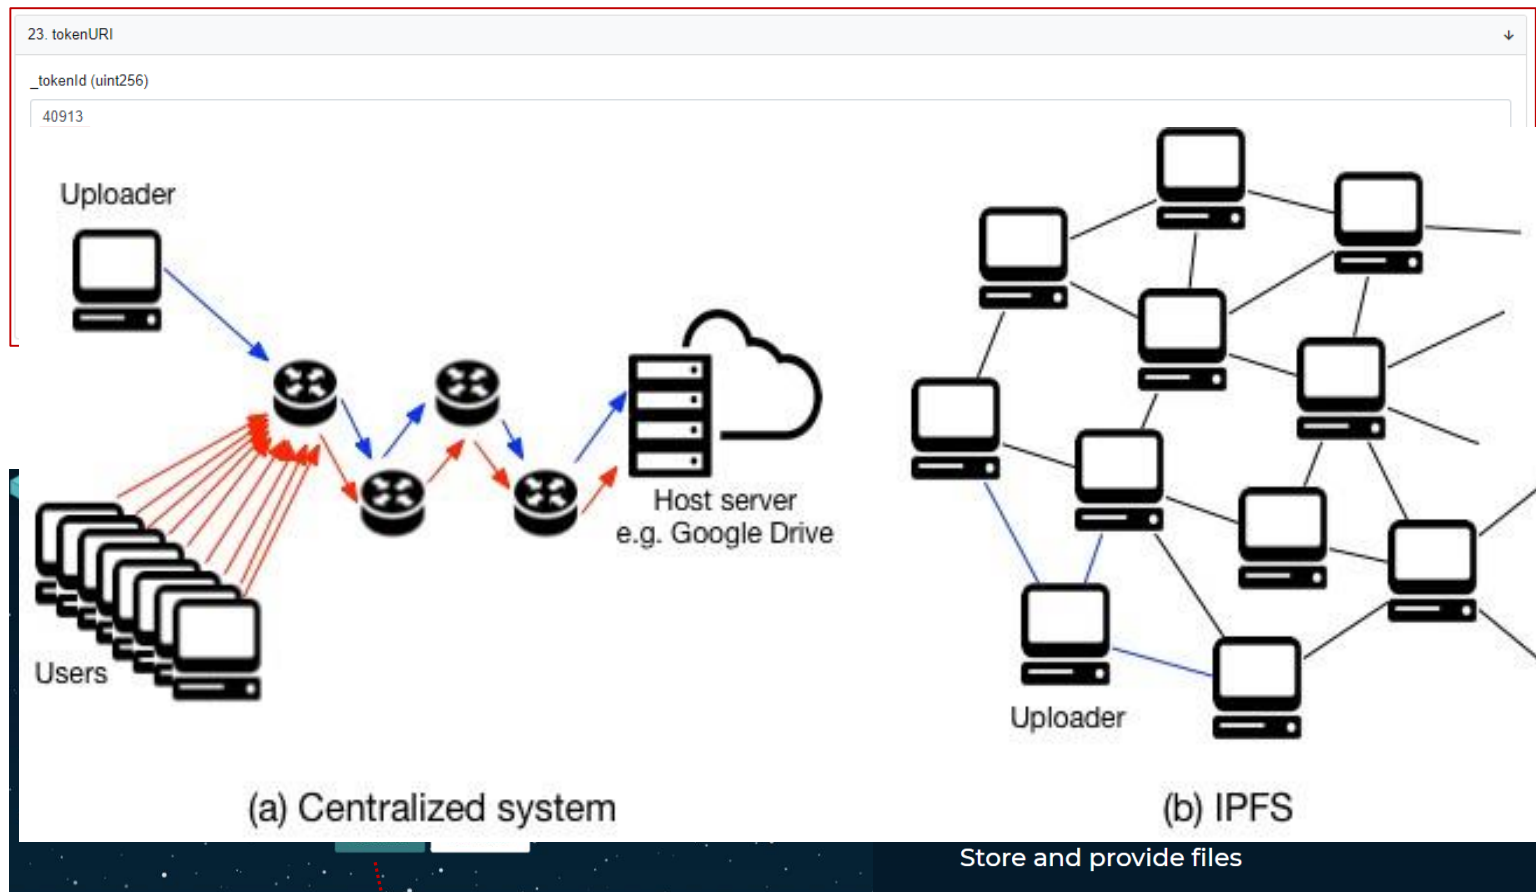 23. tokenURI
_tokenId (uint256)
40913
Uploader
Host server
e.g. Google Drive
Users
Uploader
(a) Centralized system
(b) IPFS
Store and provide files